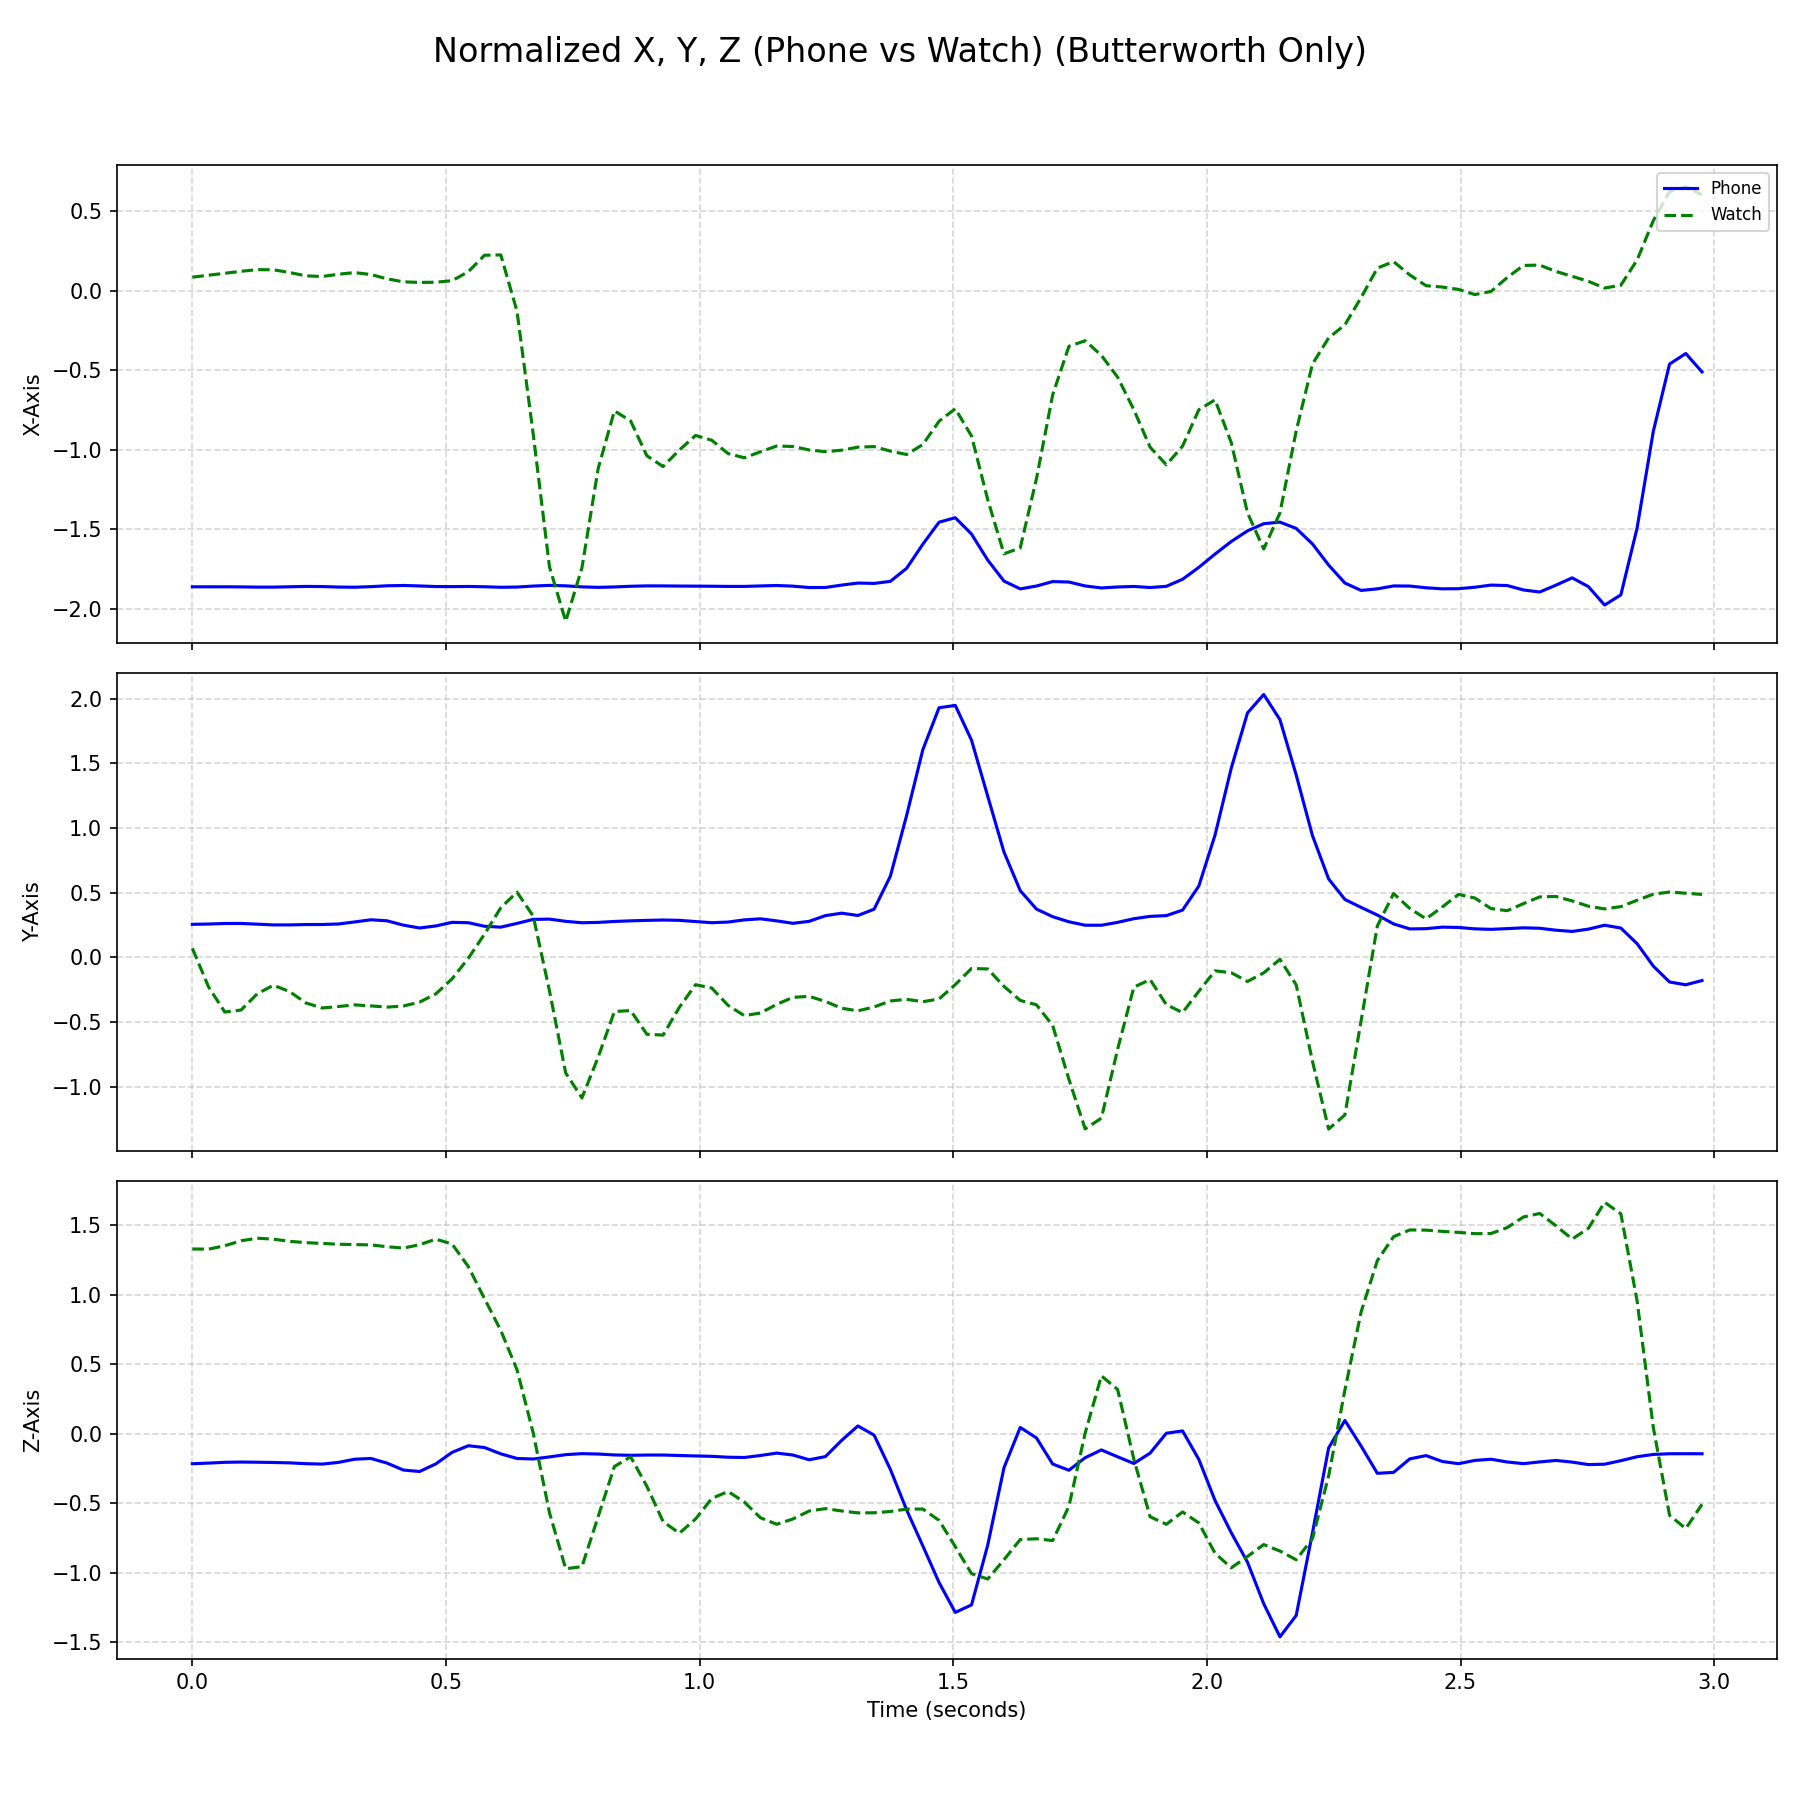 Normalized X, Y, Z (Phone vs Watch) (Butterworth Only)
Phone
Watch
X-Axis
0.5
0.0
−0.5
−1.0
−1.5
−2.0
Y-Axis
2.0
1.5
1.0
0.5
0.0
−0.5
−1.0
Z-Axis
1.5
1.0
0.5
0.0
−0.5
−1.0
−1.5
0.0 0.5 1.0 1.5 2.0 2.5 3.0
Time (seconds)